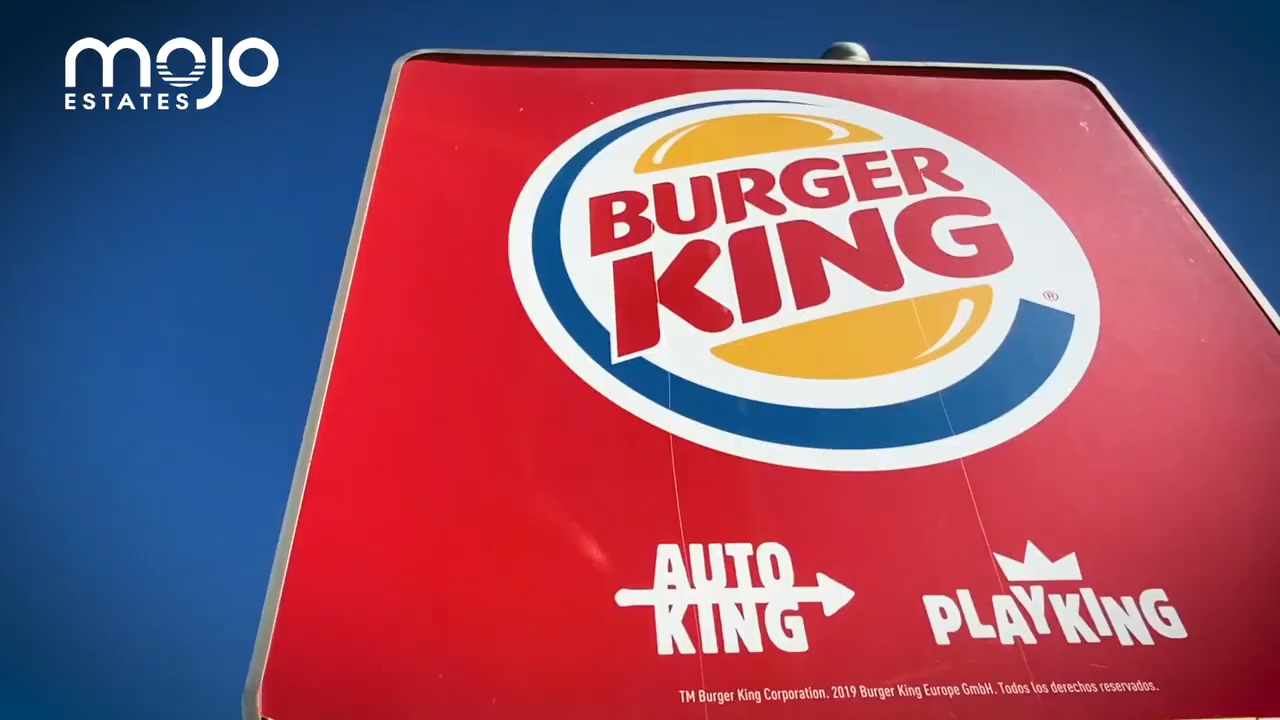 mojo
ESTATES
BURGER
KING
®
AUTO
KING
PLAYKING
TM Burger King Corporation. 2019 Burger King Europe GmbH. Todos los derechos reservados.